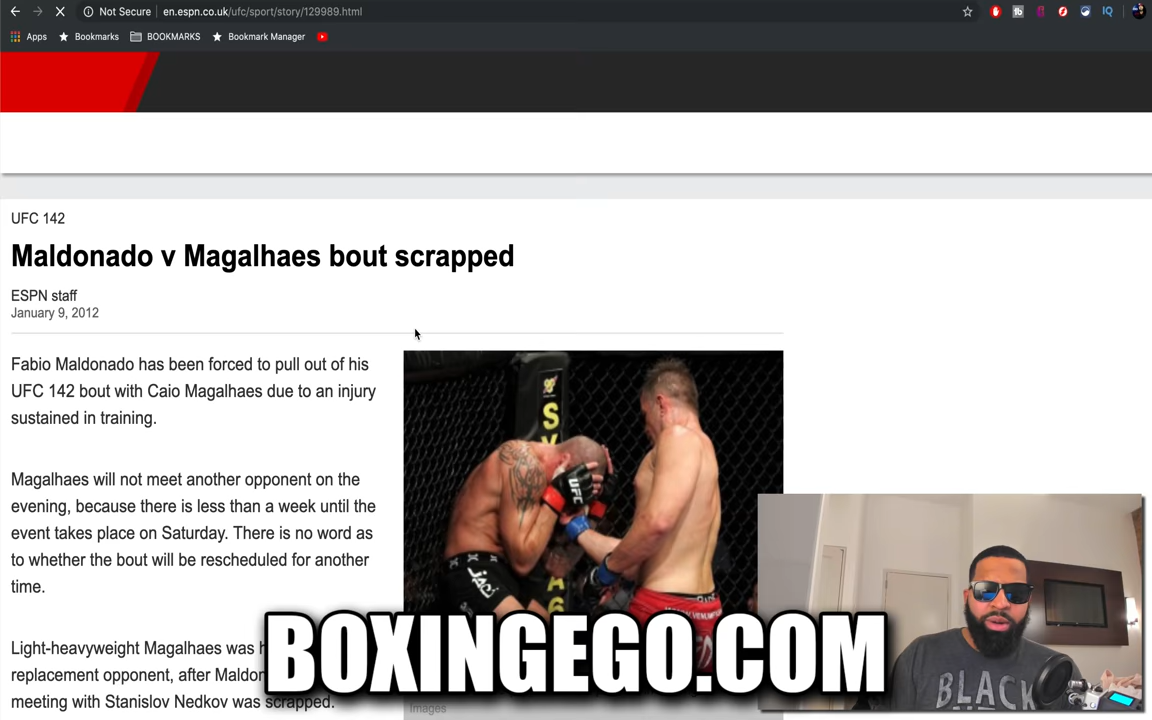 Not Secure en.espn.co.uk/ufc/sport/story/129989.html
Apps Bookmarks BOOKMARKS Bookmark Manager
UFC 142
Maldonado v Magalhaes bout scrapped
ESPN staff
January 9, 2012
Fabio Maldonado has been forced to pull out of his
UFC 142 bout with Caio Magalhaes due to an injury
sustained in training.
Magalhaes will not meet another opponent on the
evening, because there is less than a week until the
event takes place on Saturday. There is no word as
to whether the bout will be rescheduled for another
time.
Light-heavyweight Magalhaes was
replacement opponent, after
meeting with Stanislov Nedkov was scrapped.
Images
BOXINGEGO.COM
BLACK
UFC
IQ
tb